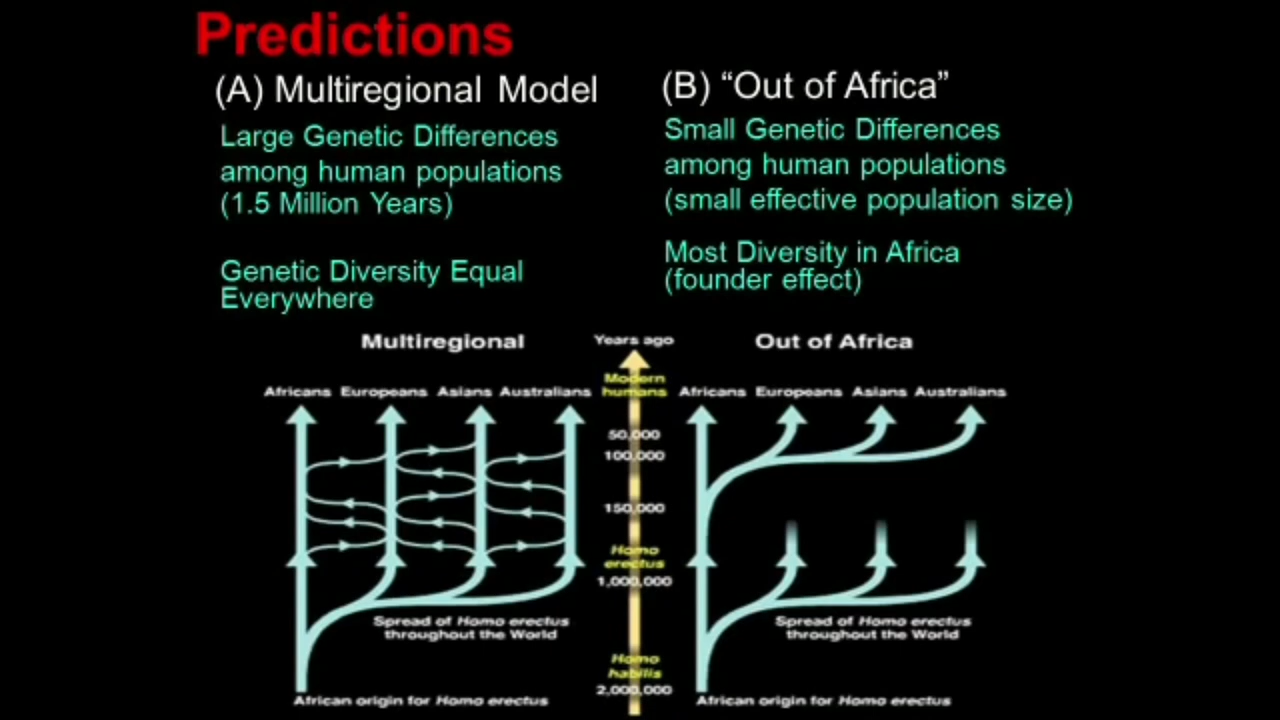 Predictions
(A) Multiregional Model
Large Genetic Differences
among human populations
(1.5 Million Years)
Genetic Diversity Equal
Everywhere
(B) “Out of Africa”
Small Genetic Differences
among human populations
(small effective population size)
Most Diversity in Africa
(founder effect)
Multiregional
Africans Europeans Asians Australians
Spread of Homo erectus
throughout the World
African origin for Homo erectus
Years ago
Modern
humans
50,000
100,000
150,000
Homo
erectus
1,000,000
Homo
habilis
2,000,000
Out of Africa
Africans Europeans Asians Australians
Spread of Homo erectus
throughout the World
African origin for Homo erectus